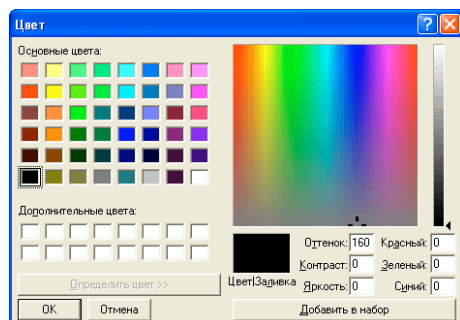 Цвет
Основные цвета:
Дополнительные цвета:
Определить цвет >>
OK Отмена
Цвет|Заливка
Оттенок: 160 Красный: 0
Контраст: 0 Зеленый: 0
Яркость: 0 Синий: 0
Добавить в набор